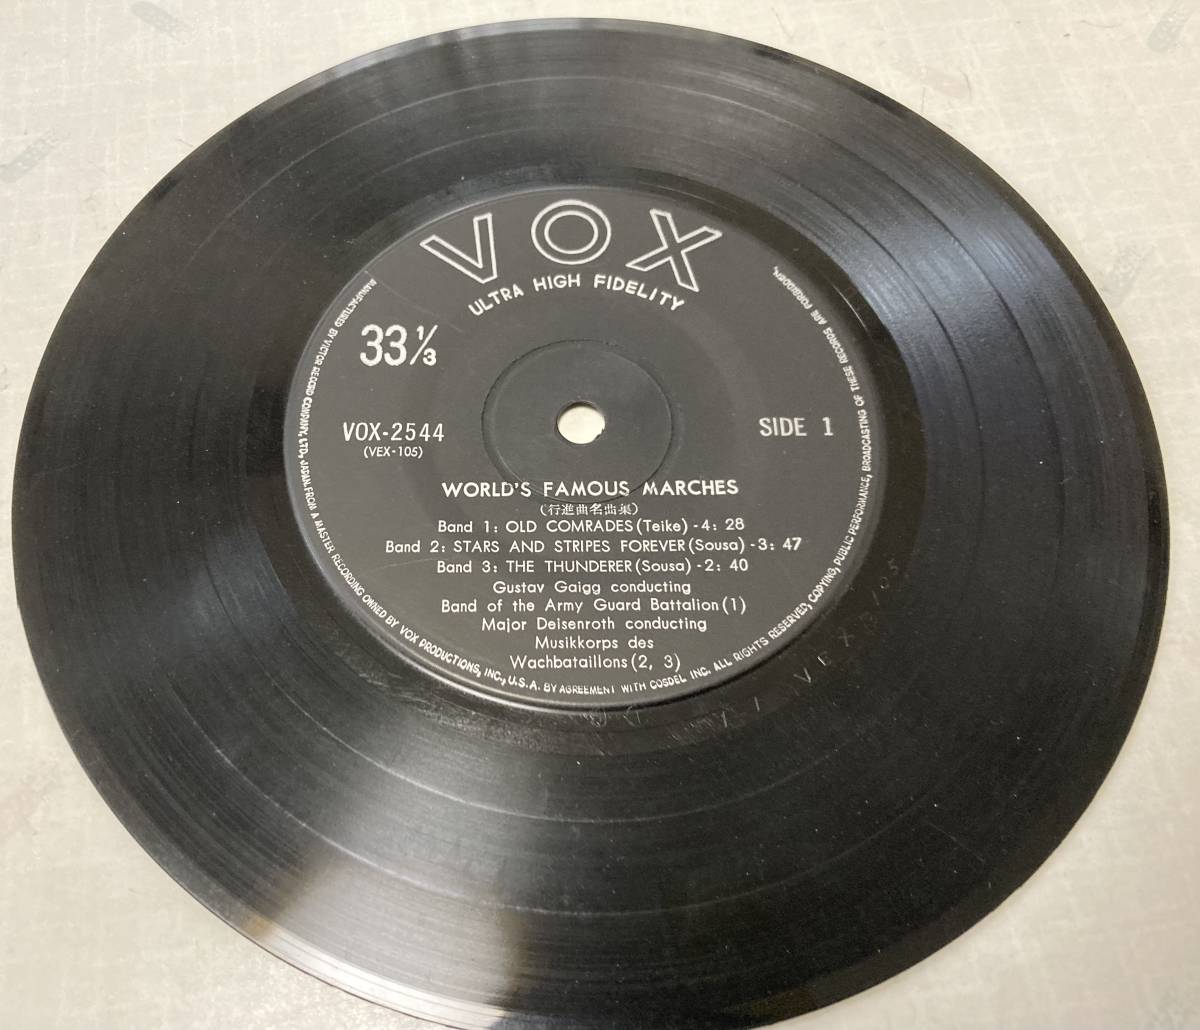 VOX
ULTRA HIGH FIDELITY
33 1/3
VOX-2544
(VEX-105)
SIDE 1
WORLD'S FAMOUS MARCHES
(行進曲名曲集)
Band 1: OLD COMRADES (Teike) - 4: 28
Band 2: STARS AND STRIPES FOREVER (Sousa) - 3: 47
Band 3: THE THUNDERER (Sousa) - 2: 40
Gustav Gaigg conducting
Band of the Army Guard Battalion (1)
Major Deisenroth conducting
Musikkorps des
Wachbataillons (2, 3)
MANUFACTURED BY VICTOR RECORD COMPANY, LTD., JAPAN. FROM A MASTER RECORDING OWNED BY VOX PRODUCTIONS, INC., U.S.A. BY AGREEMENT WITH COSDEL INC. ALL RIGHTS RESERVED, COPYING, PUBLIC PERFORMANCE, BROADCASTING OF THESE RECORDS ARE FORBIDDEN.
VEX 105